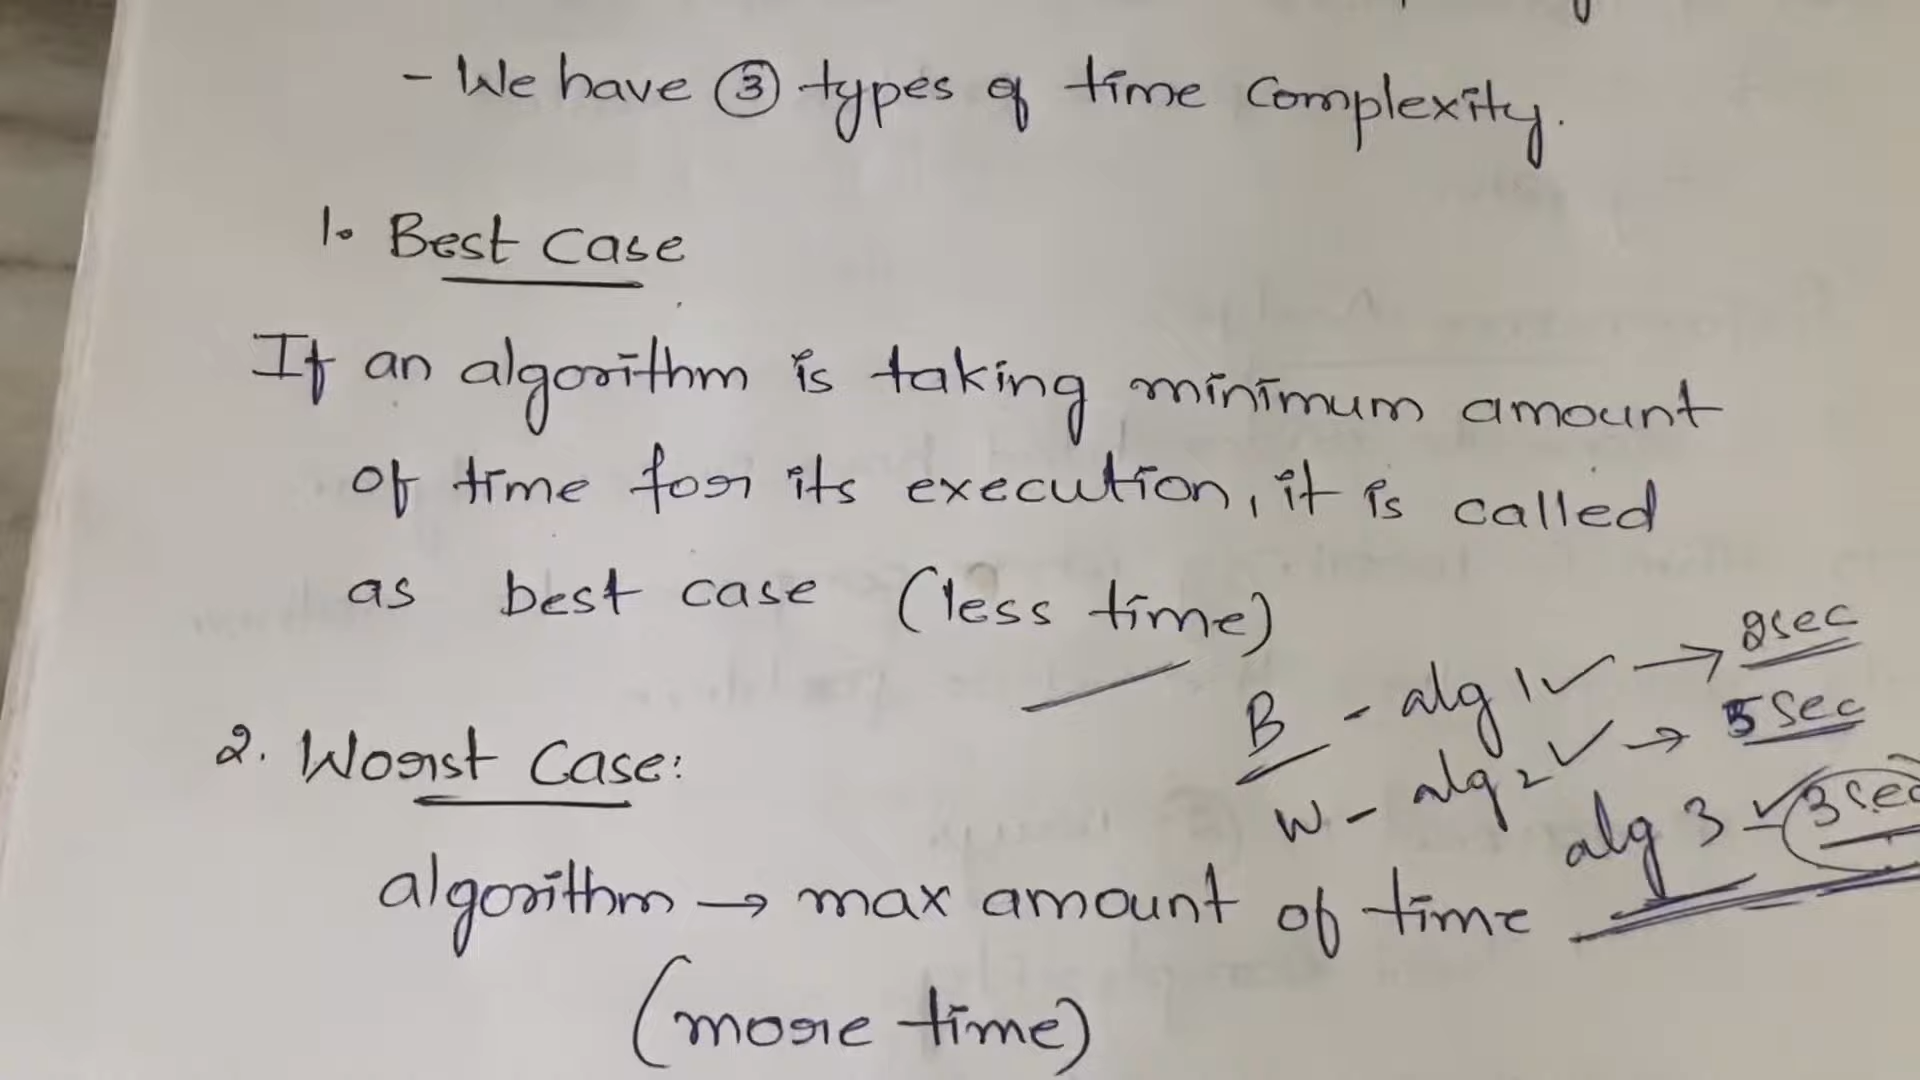 - We have ③ types of time complexity.
1. Best Case
If an algorithm is taking minimum amount
of time for its execution, it is called
as best case (less time)
B - alg 1 ✓ → 2sec
W - alg 2 ✓ → 5 sec
alg 3 - ✓ 3 sec
2. Worst Case:
algorithm → max amount of time
(more time)